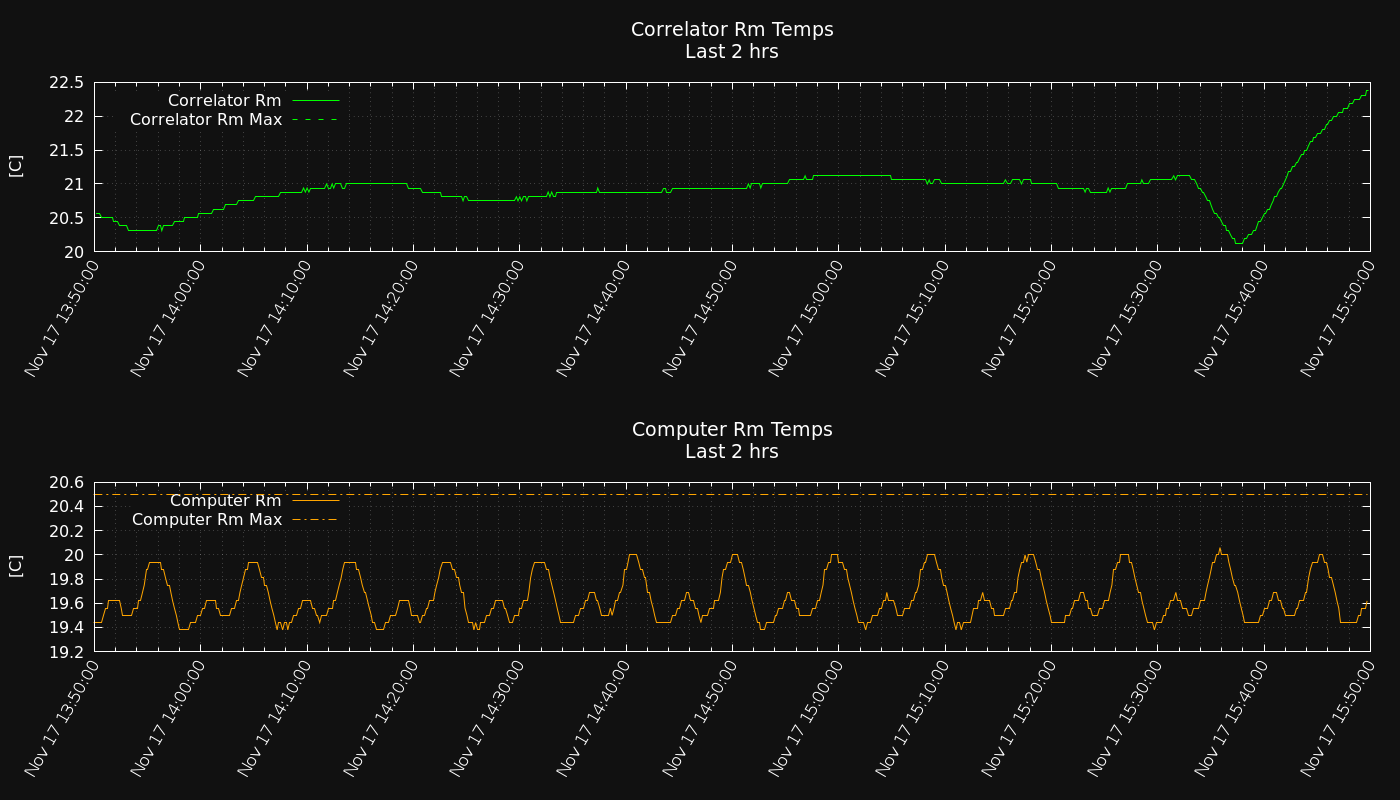 Correlator Rm Temps
Last 2 hrs
22.5
22
21.5
21
20.5
20
[C]
Correlator Rm
Correlator Rm Max
Nov 17 13:50:00
Nov 17 14:00:00
Nov 17 14:10:00
Nov 17 14:20:00
Nov 17 14:30:00
Nov 17 14:40:00
Nov 17 14:50:00
Nov 17 15:00:00
Nov 17 15:10:00
Nov 17 15:20:00
Nov 17 15:30:00
Nov 17 15:40:00
Nov 17 15:50:00
Computer Rm Temps
Last 2 hrs
20.6
20.4
20.2
20
19.8
19.6
19.4
19.2
[C]
Computer Rm
Computer Rm Max
Nov 17 13:50:00
Nov 17 14:00:00
Nov 17 14:10:00
Nov 17 14:20:00
Nov 17 14:30:00
Nov 17 14:40:00
Nov 17 14:50:00
Nov 17 15:00:00
Nov 17 15:10:00
Nov 17 15:20:00
Nov 17 15:30:00
Nov 17 15:40:00
Nov 17 15:50:00